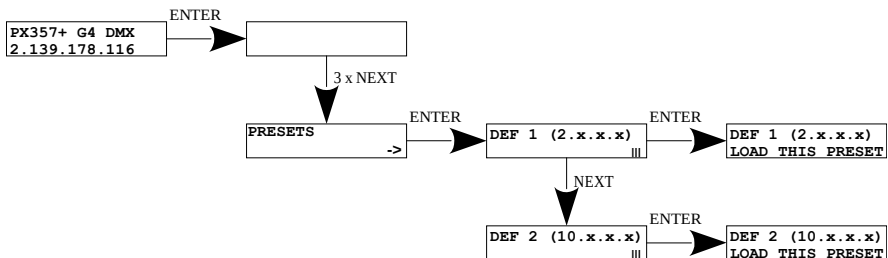 ENTER
PX357+ G4 DMX
2.139.178.116
3 x NEXT
PRESETS
->
ENTER
DEF 1 (2.x.x.x)
|||
ENTER
DEF 1 (2.x.x.x)
LOAD THIS PRESET
NEXT
DEF 2 (10.x.x.x)
|||
ENTER
DEF 2 (10.x.x.x)
LOAD THIS PRESET